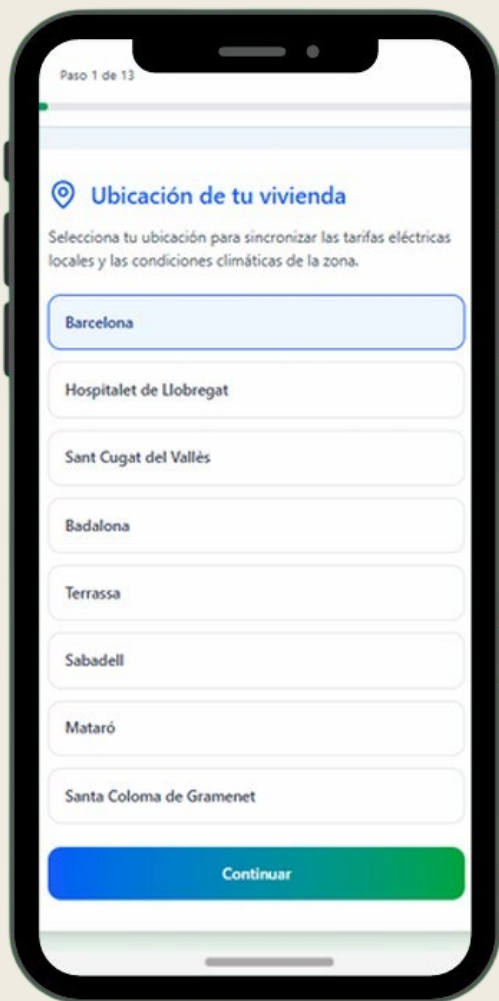 Paso 1 de 13
Ubicación de tu vivienda
Selecciona tu ubicación para sincronizar las tarifas eléctricas
locales y las condiciones climáticas de la zona.
Barcelona
Hospitalet de Llobregat
Sant Cugat del Vallès
Badalona
Terrassa
Sabadell
Mataró
Santa Coloma de Gramenet
Continuar